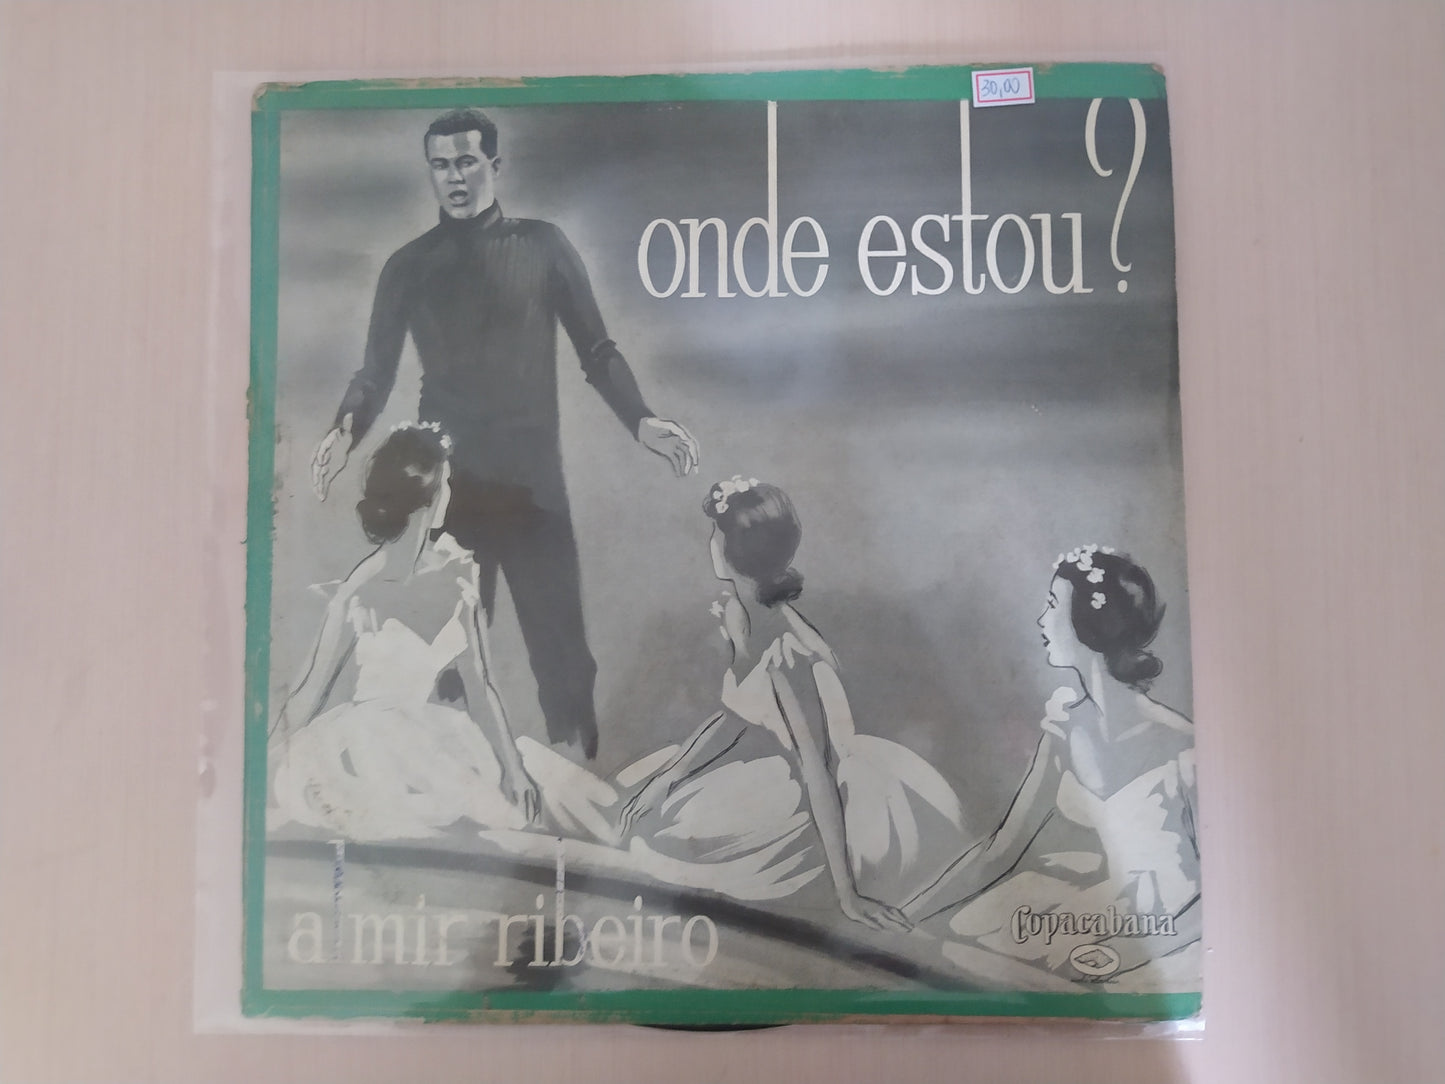 30,00
onde estou?
almir ribeiro
Copacabana